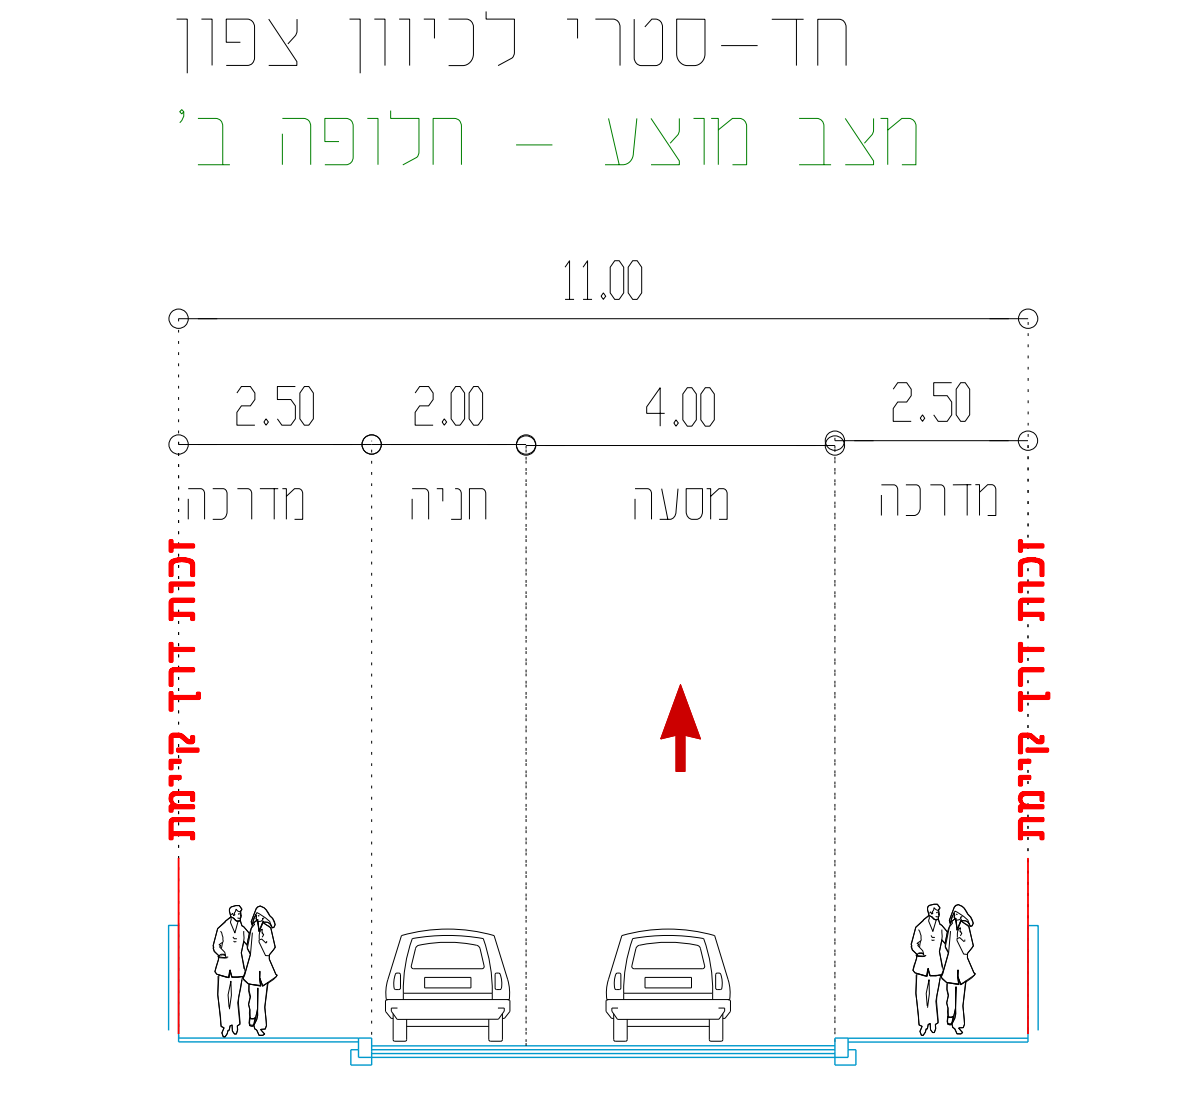 חד-סטרי לכיוון צפון
מצב מוצע - חלופה ב'
11.00
2.50 2.00 4.00 2.50
מדרכה חניה מסעה מדרכה
זכות דרך קיימת
זכות דרך קיימת